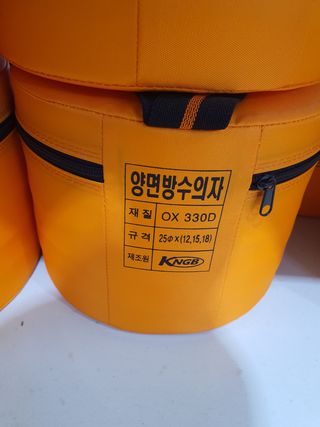 양면방수의자
재질 OX 330D
규격 25Φ×(12,15,18)
제조원 KNGB